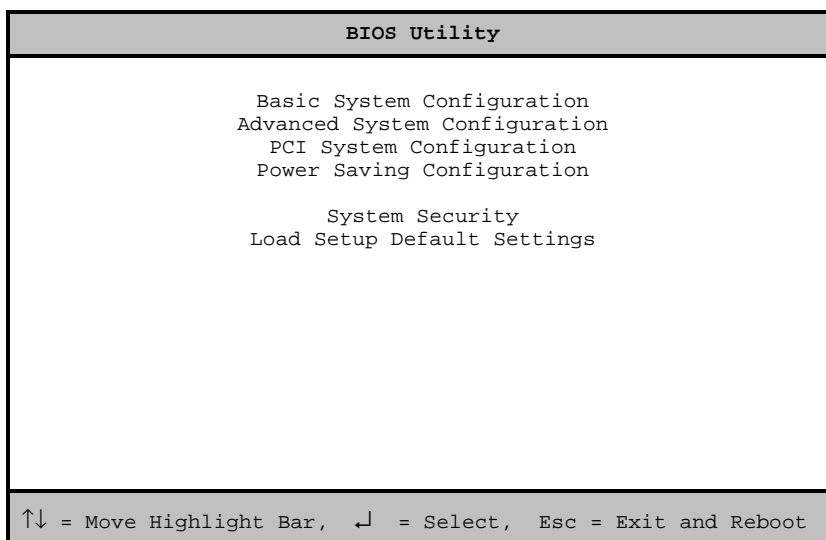 BIOS Utility
Basic System Configuration
Advanced System Configuration
PCI System Configuration
Power Saving Configuration
System Security
Load Setup Default Settings
↑↓ = Move Highlight Bar, ↵ = Select, Esc = Exit and Reboot